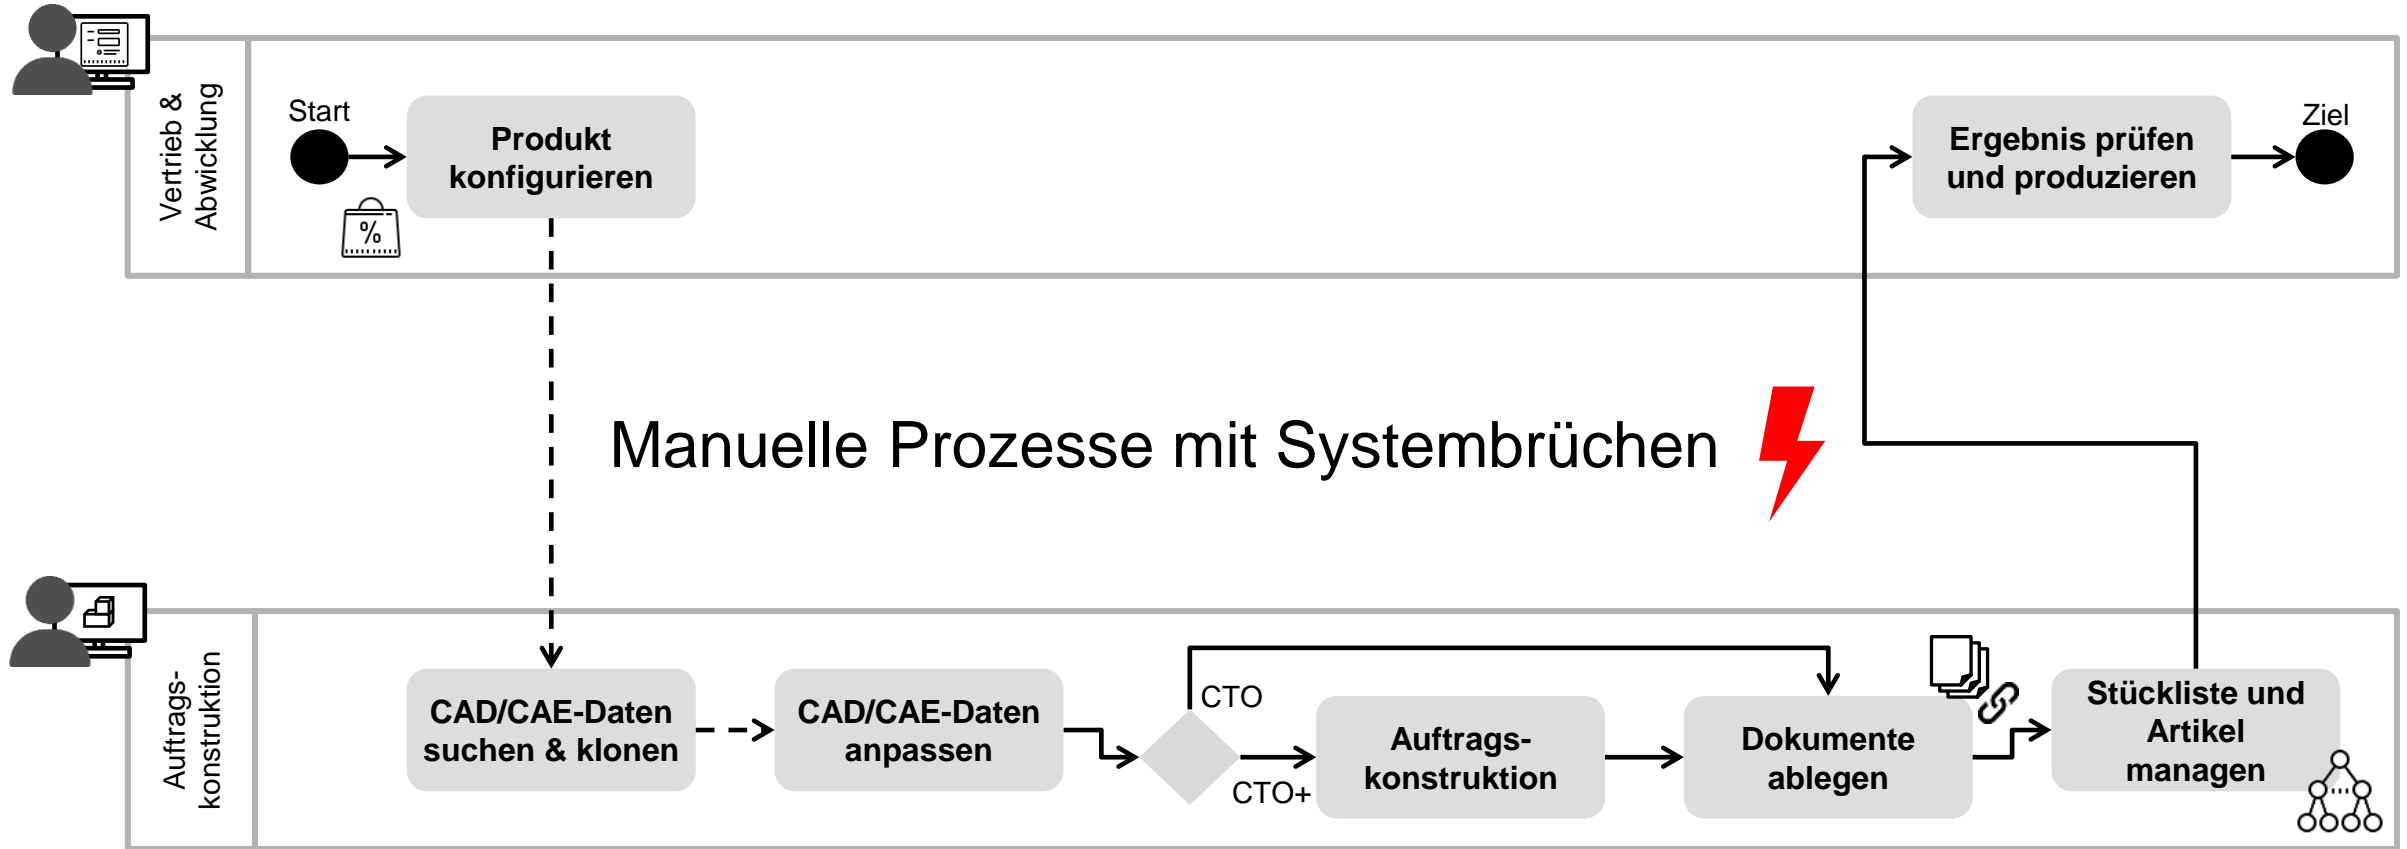 Vertrieb &
Abwicklung
Start
Produkt
konfigurieren
%
Ergebnis prüfen
und produzieren
Ziel
Manuelle Prozesse mit Systembrüchen
Auftrags-
konstruktion
CAD/CAE-Daten
suchen & klonen
CAD/CAE-Daten
anpassen
CTO
CTO+
Auftrags-
konstruktion
Dokumente
ablegen
Stückliste und
Artikel
managen